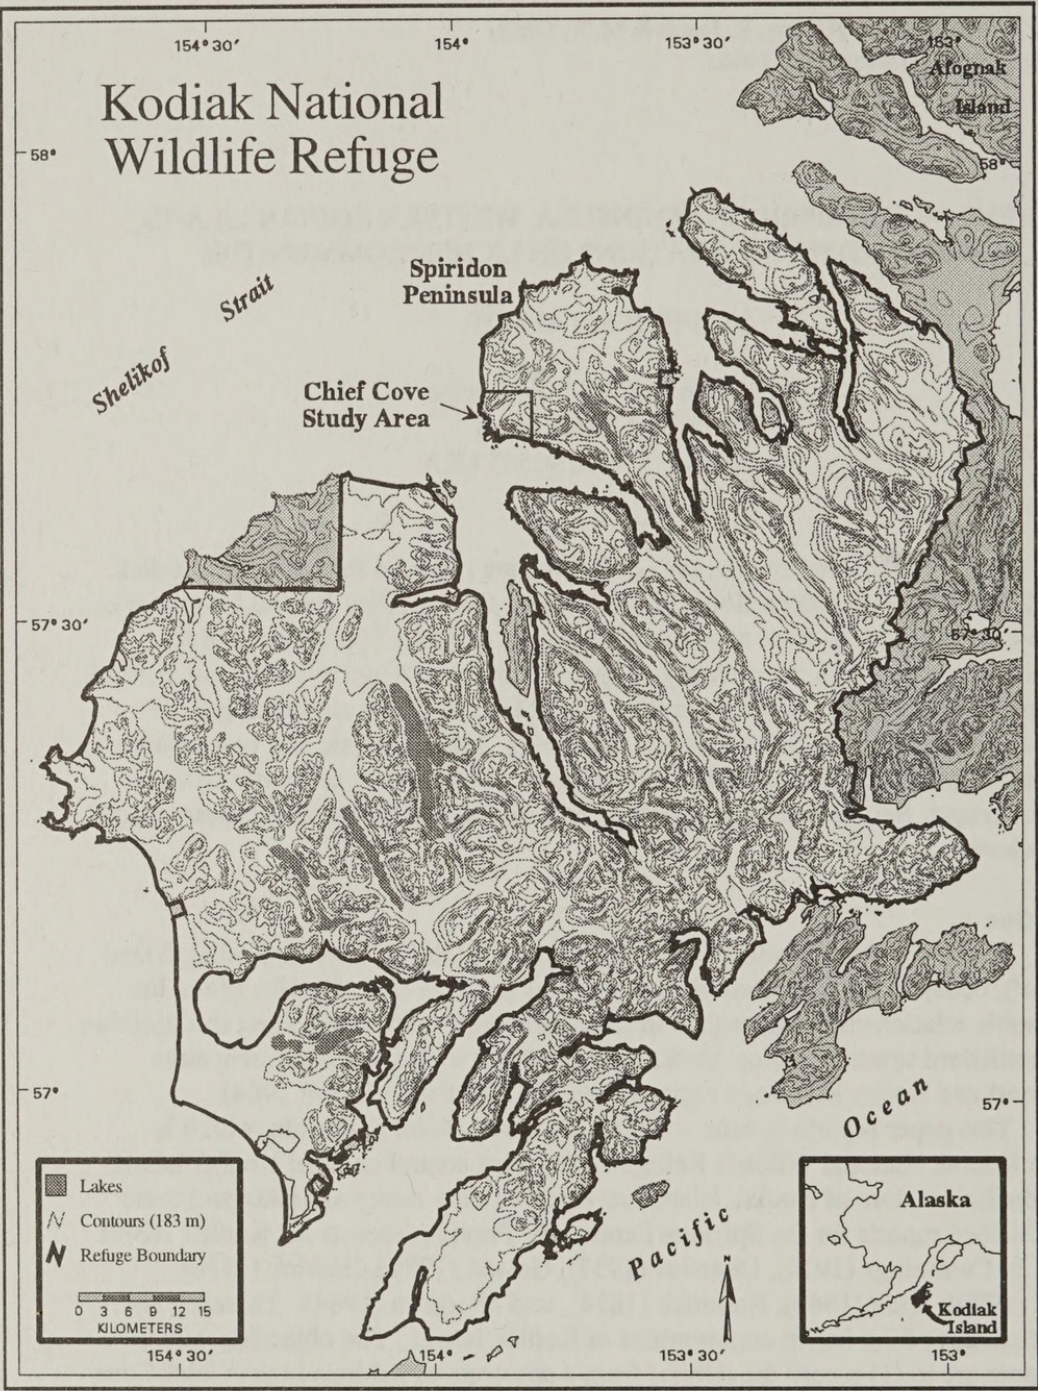 154° 30′
154°
153° 30′
153°
Afognak
Island
Kodiak National
Wildlife Refuge
58°
58°
Spiridon
Peninsula
Strait
Shelikof
Chief Cove
Study Area
57° 30′
57° 30′
57°
57°
Ocean
Pacific
Lakes
Contours (183 m)
Refuge Boundary
0 3 6 9 12 15
KILOMETERS
N
Alaska
Kodiak
Island
154° 30′
154°
153° 30′
153°